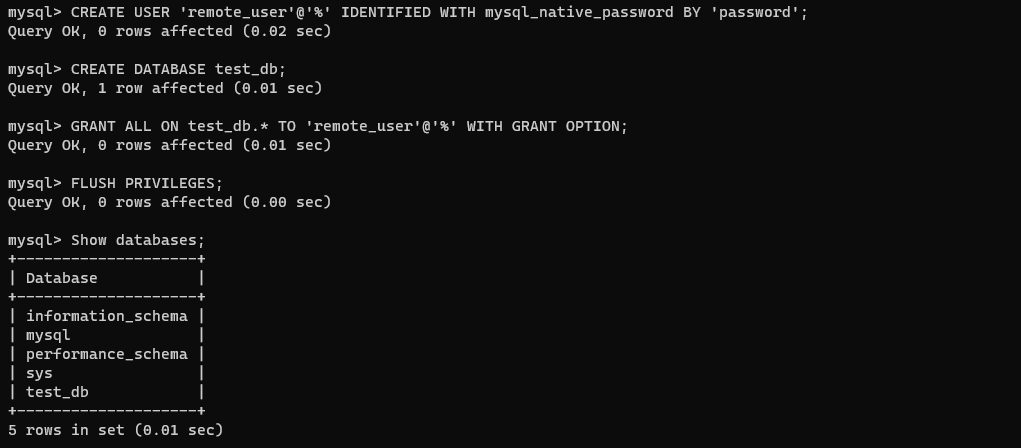 mysql> CREATE USER 'remote_user'@'%' IDENTIFIED WITH mysql_native_password BY 'password';
Query OK, 0 rows affected (0.02 sec)

mysql> CREATE DATABASE test_db;
Query OK, 1 row affected (0.01 sec)

mysql> GRANT ALL ON test_db.* TO 'remote_user'@'%' WITH GRANT OPTION;
Query OK, 0 rows affected (0.01 sec)

mysql> FLUSH PRIVILEGES;
Query OK, 0 rows affected (0.00 sec)

mysql> Show databases;
+--------------------+
| Database           |
+--------------------+
| information_schema |
| mysql              |
| performance_schema |
| sys                |
| test_db            |
+--------------------+
5 rows in set (0.01 sec)